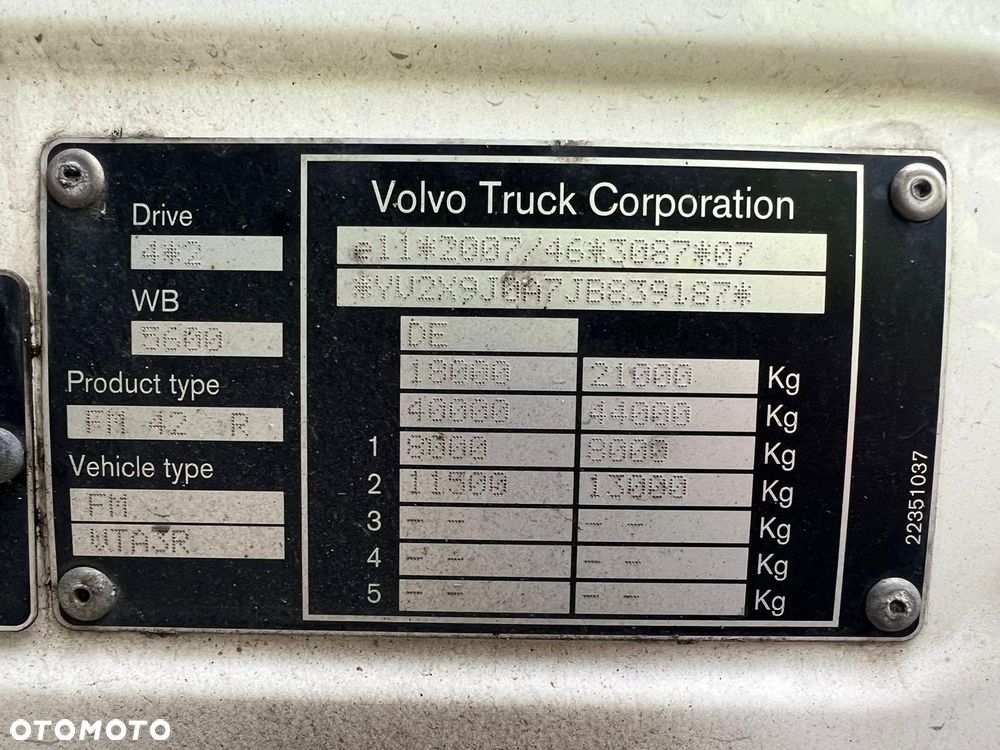 Volvo Truck Corporation
Drive
4*2
WB
5600
Product type
FM 42 R
Vehicle type
FM
WTA3R
e11*2007/46*3087*07
*YV2X9J0A7JB839187*
DE
18000 21000 Kg
40000 44000 Kg
1 8000 8000 Kg
2 11500 13000 Kg
3 -- -- Kg
4 -- -- Kg
5 -- -- Kg
22351037
OTOMOTO